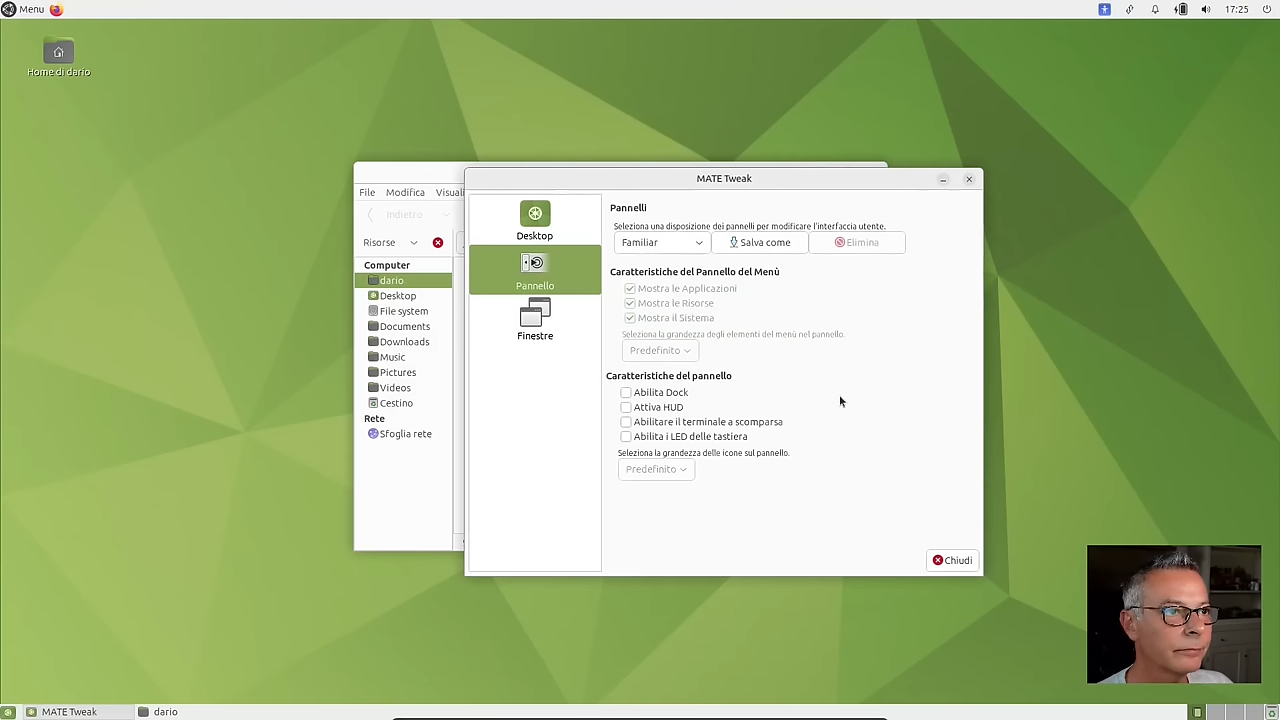 Menu
17:25
Home di dario
File Modifica Visuali
Indietro
Risorse
Computer
dario
Desktop
File system
Documents
Downloads
Music
Pictures
Videos
Cestino
Rete
Sfoglia rete
MATE Tweak
Desktop
Pannello
Finestre
Pannelli
Seleziona una disposizione dei pannelli per modificare l'interfaccia utente.
Familiar Salva come Elimina
Caratteristiche del Pannello del Menù
Mostra le Applicazioni
Mostra le Risorse
Mostra il Sistema
Seleziona la grandezza degli elementi del menù nel pannello.
Predefinito
Caratteristiche del pannello
Abilita Dock
Attiva HUD
Abilitare il terminale a scomparsa
Abilita i LED delle tastiera
Seleziona la grandezza delle icone sul pannello.
Predefinito
Chiudi
MATE Tweak dario